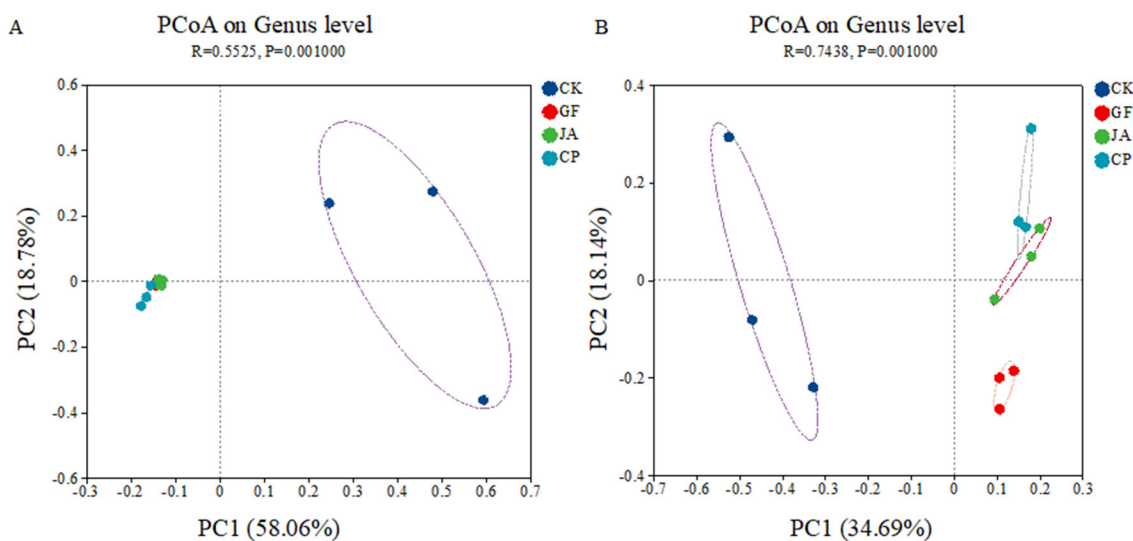 A
PCoA on Genus level
R=0.5525, P=0.001000
CK
GF
JA
CP
0.6
0.4
0.2
0
-0.2
-0.4
-0.6
-0.3
-0.2
-0.1
0
0.1
0.2
0.3
0.4
0.5
0.6
0.7
PC2 (18.78%)
PC1 (58.06%)
B
PCoA on Genus level
R=0.7438, P=0.001000
CK
GF
JA
CP
0.4
0.2
0
-0.2
-0.4
-0.7
-0.6
-0.5
-0.4
-0.3
-0.2
-0.1
0
0.1
0.2
0.3
PC2 (18.14%)
PC1 (34.69%)